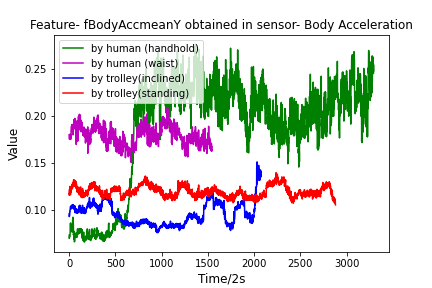 Feature- fBodyAccmeanY obtained in sensor- Body Acceleration
by human (handhold)
by human (waist)
by trolley(inclined)
by trolley(standing)
0.25
0.20
0.15
0.10
Value
0 500 1000 1500 2000 2500 3000
Time/2s